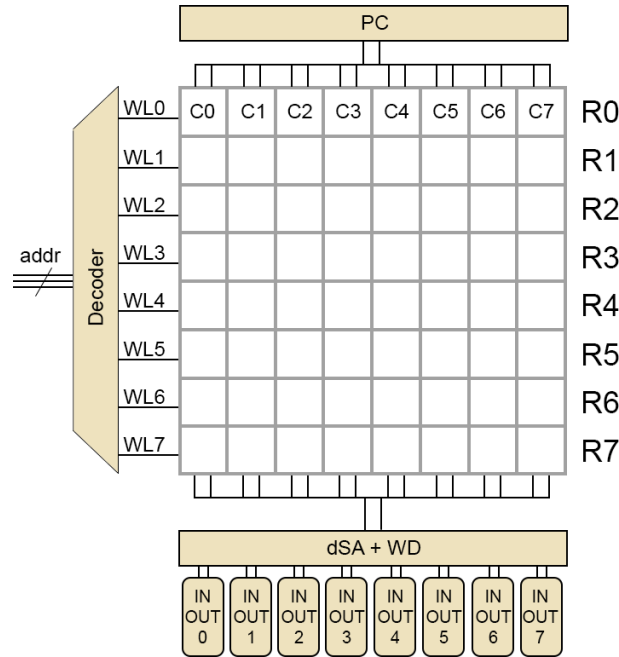 PC
WL0 C0 C1 C2 C3 C4 C5 C6 C7 R0
WL1 R1
WL2 R2
addr WL3 R3
Decoder
WL4 R4
WL5 R5
WL6 R6
WL7 R7
dSA + WD
IN IN IN IN IN IN IN IN
OUT OUT OUT OUT OUT OUT OUT OUT
0 1 2 3 4 5 6 7